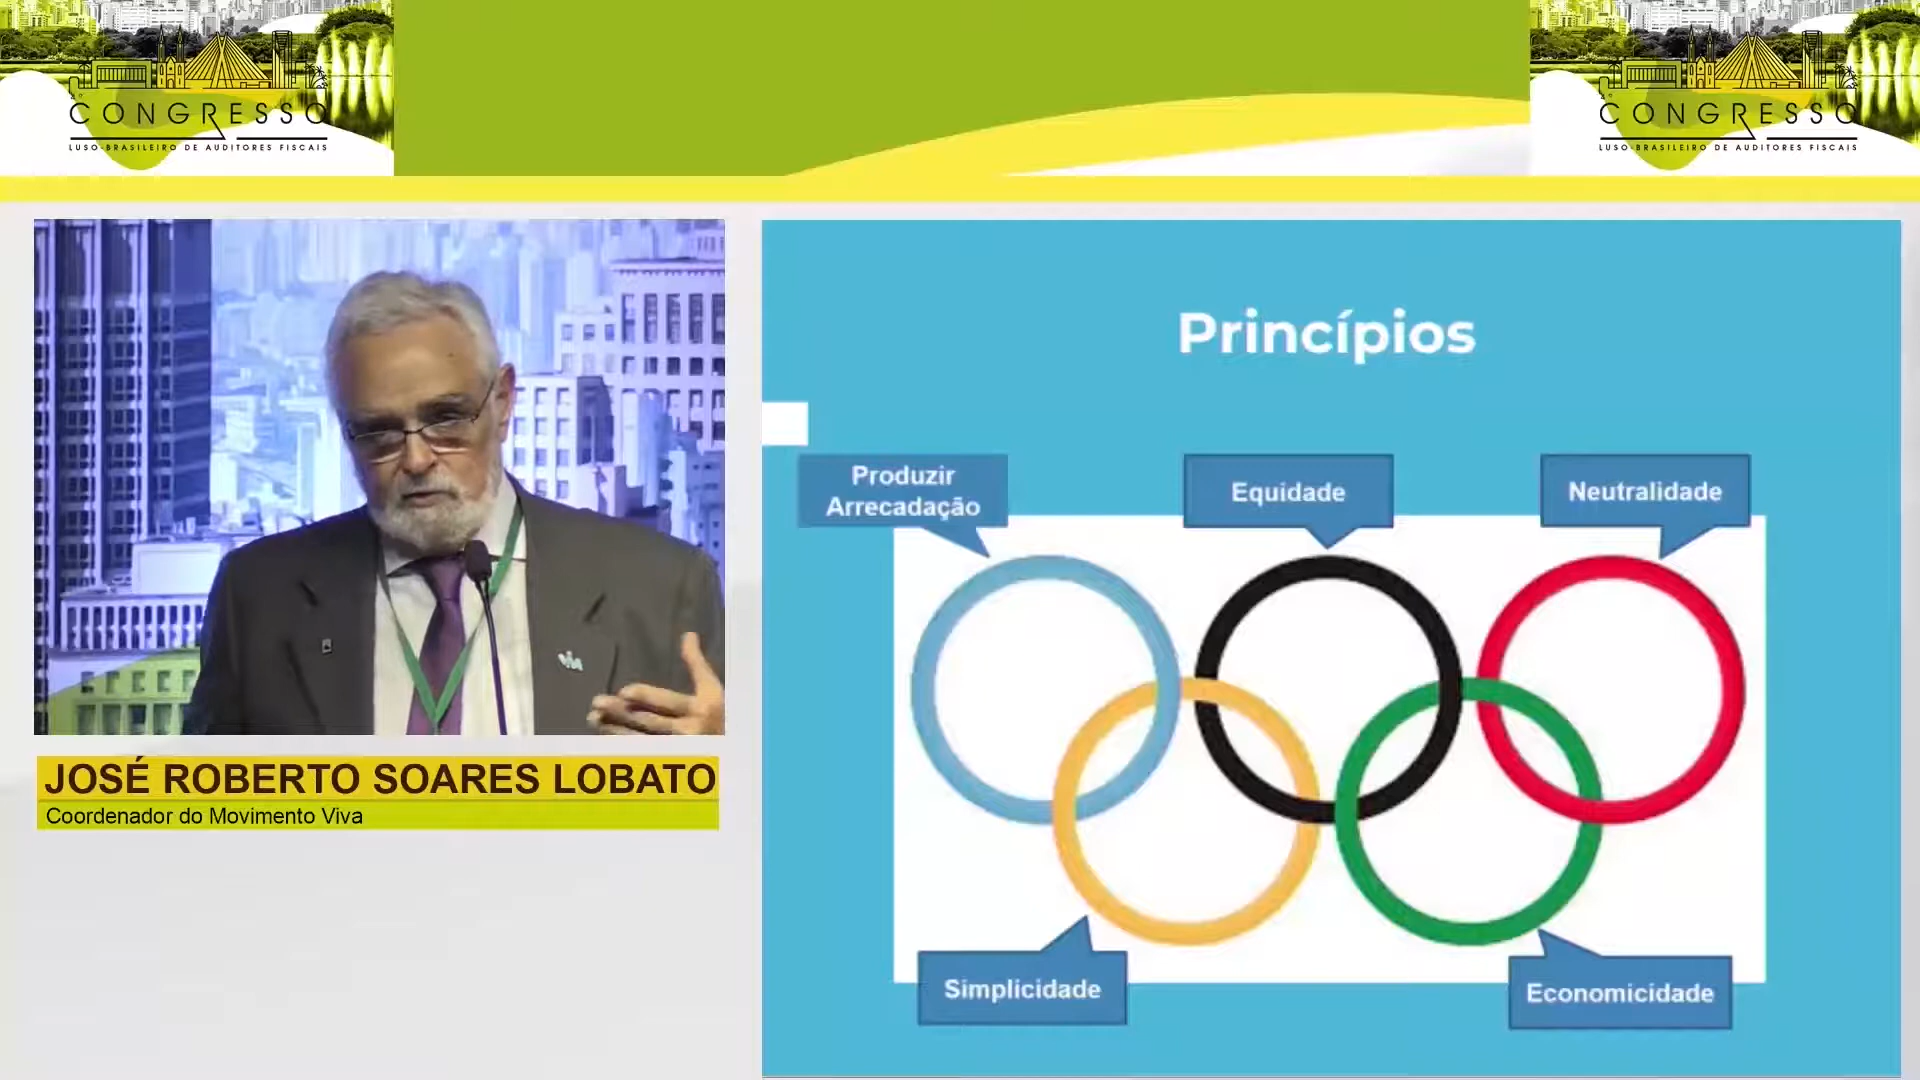 CONGRESSO
LUSO-BRASILEIRO DE AUDITORES FISCAIS
CONGRESSO
LUSO-BRASILEIRO DE AUDITORES FISCAIS
Princípios
Produzir
Arrecadação
Equidade
Neutralidade
Simplicidade
Economicidade
JOSÉ ROBERTO SOARES LOBATO
Coordenador do Movimento Viva